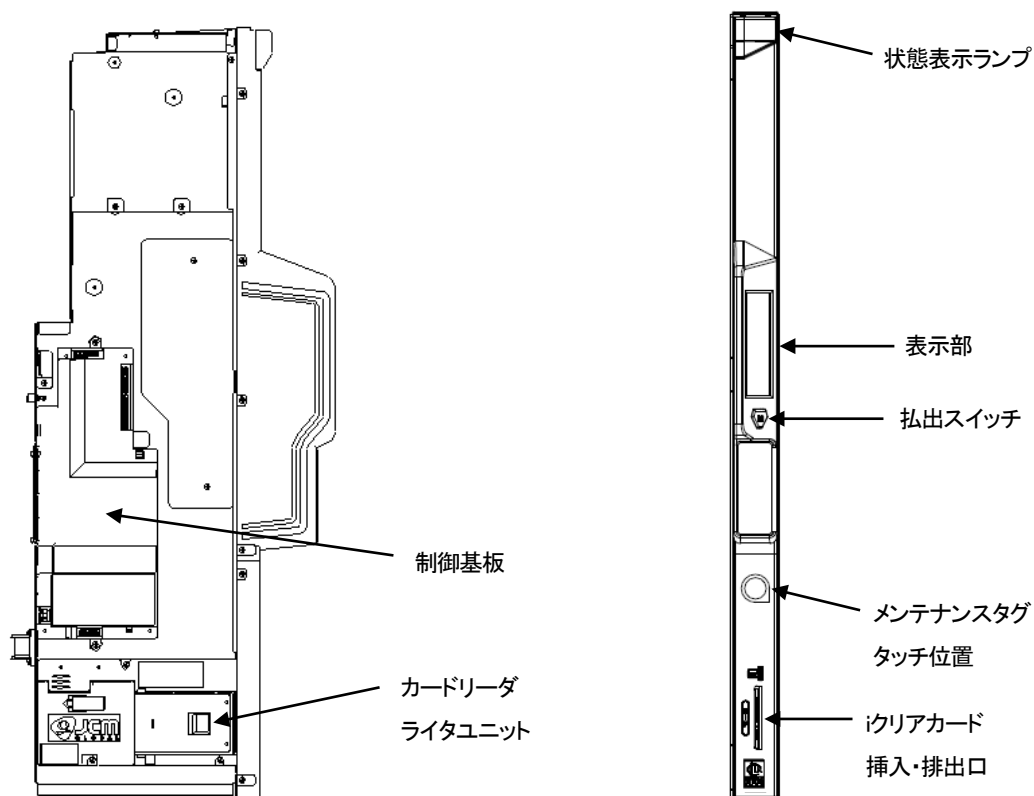 状態表示ランプ
表示部
払出スイッチ
制御基板
メンテナンスタグ
タッチ位置
カードリーダ
ライタユニット
iクリアカード
挿入・排出口
JCM
GLOBAL